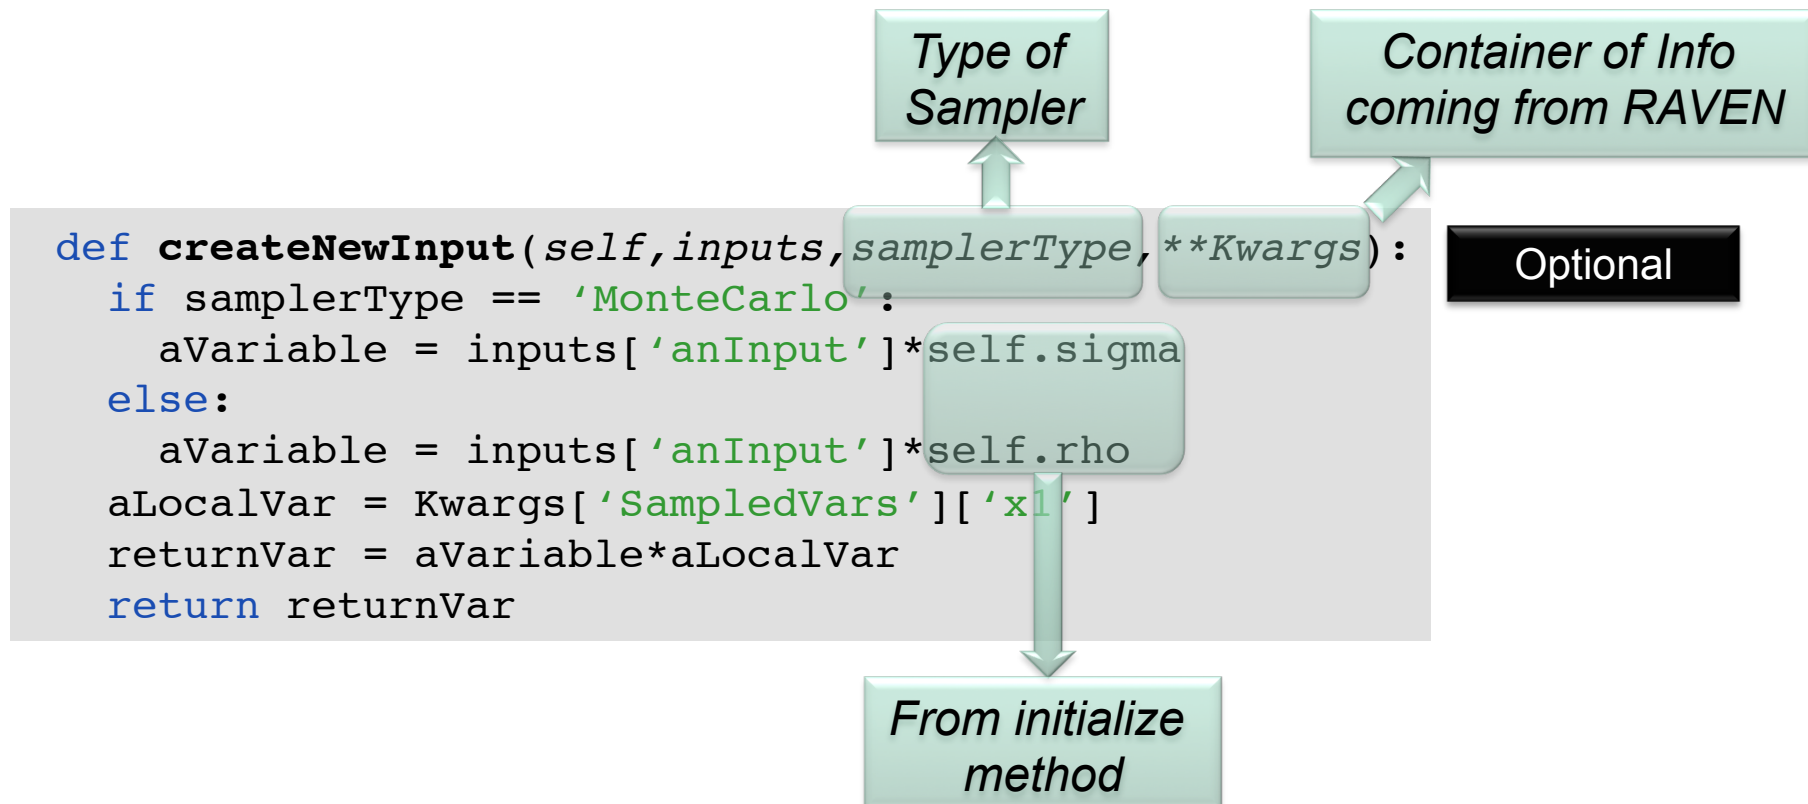 Type of
Sampler
Container of Info
coming from RAVEN
def createNewInput(self,inputs,samplerType,**Kwargs):
Optional
if samplerType == ‘MonteCarlo’:
aVariable = inputs[‘anInput’]*self.sigma
else:
aVariable = inputs[‘anInput’]*self.rho
aLocalVar = Kwargs[‘SampledVars’][‘x1’]
returnVar = aVariable*aLocalVar
return returnVar
From initialize
method